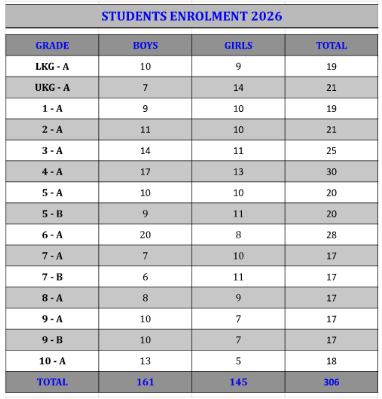 STUDENTS ENROLMENT 2026
GRADE BOYS GIRLS TOTAL
LKG - A 10 9 19
UKG - A 7 14 21
1 - A 9 10 19
2 - A 11 10 21
3 - A 14 11 25
4 - A 17 13 30
5 - A 10 10 20
5 - B 9 11 20
6 - A 20 8 28
7 - A 7 10 17
7 - B 6 11 17
8 - A 8 9 17
9 - A 10 7 17
9 - B 10 7 17
10 - A 13 5 18
TOTAL 161 145 306